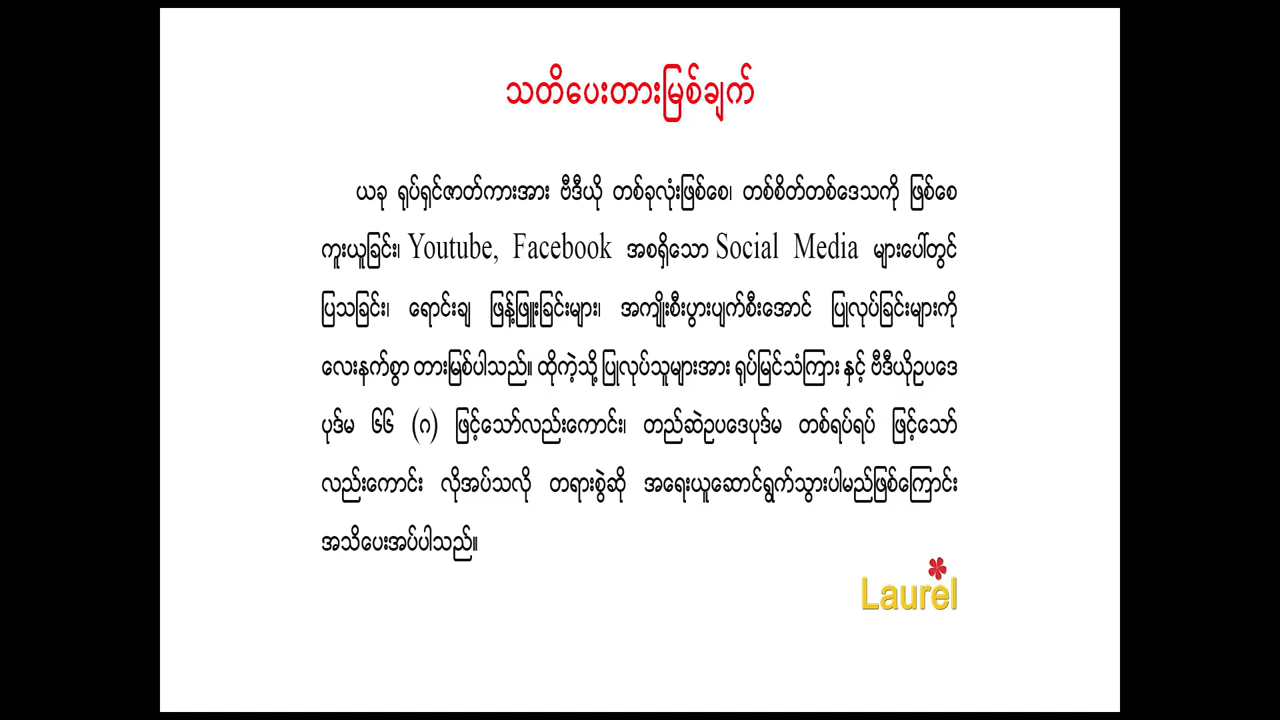 သတိပေးတားမြစ်ချက်
ယခု ရုပ်ရှင်ဇာတ်ကားအား ဗီဒီယို တစ်ခုလုံးဖြစ်စေ၊ တစ်စိတ်တစ်ဒေသကို ဖြစ်စေ
ကူးယူခြင်း၊ Youtube, Facebook အစရှိသော Social Media များပေါ်တွင်
ပြသခြင်း၊ ရောင်းချ ဖြန့်ဖြူးခြင်းများ၊ အကျိုးစီးပွားပျက်စီးအောင် ပြုလုပ်ခြင်းများကို
လေးနက်စွာ တားမြစ်ပါသည်။ ထိုကဲ့သို့ ပြုလုပ်သူများအား ရုပ်မြင်သံကြား နှင့် ဗီဒီယိုဥပဒေ
ပုဒ်မ ၆၆ (ဂ) ဖြင့်သော်လည်းကောင်း၊ တည်ဆဲဥပဒေပုဒ်မ တစ်ရပ်ရပ် ဖြင့်သော်
လည်းကောင်း လိုအပ်သလို တရားစွဲဆို အရေးယူဆောင်ရွက်သွားပါမည်ဖြစ်ကြောင်း
အသိပေးအပ်ပါသည်။
Laurel